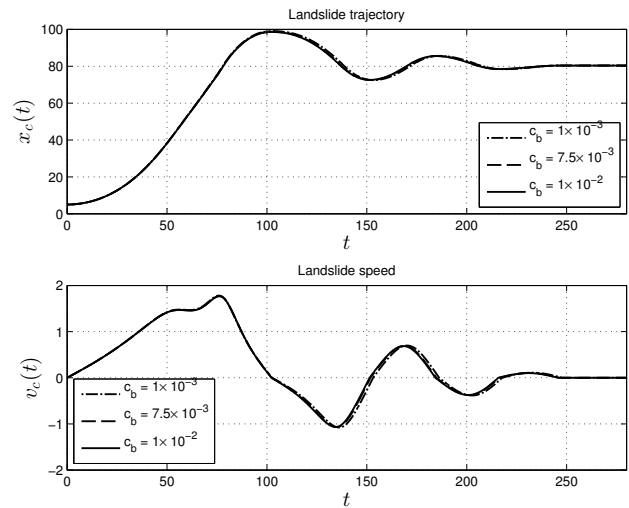 Landslide trajectory
100
80
60
40
20
0
x_c(t)
c_b = 1×10^−3
c_b = 7.5×10^−3
c_b = 1×10^−2
0 50 100 150 200 250
t
Landslide speed
2
1
0
−1
−2
v_c(t)
c_b = 1×10^−3
c_b = 7.5×10^−3
c_b = 1×10^−2
0 50 100 150 200 250
t